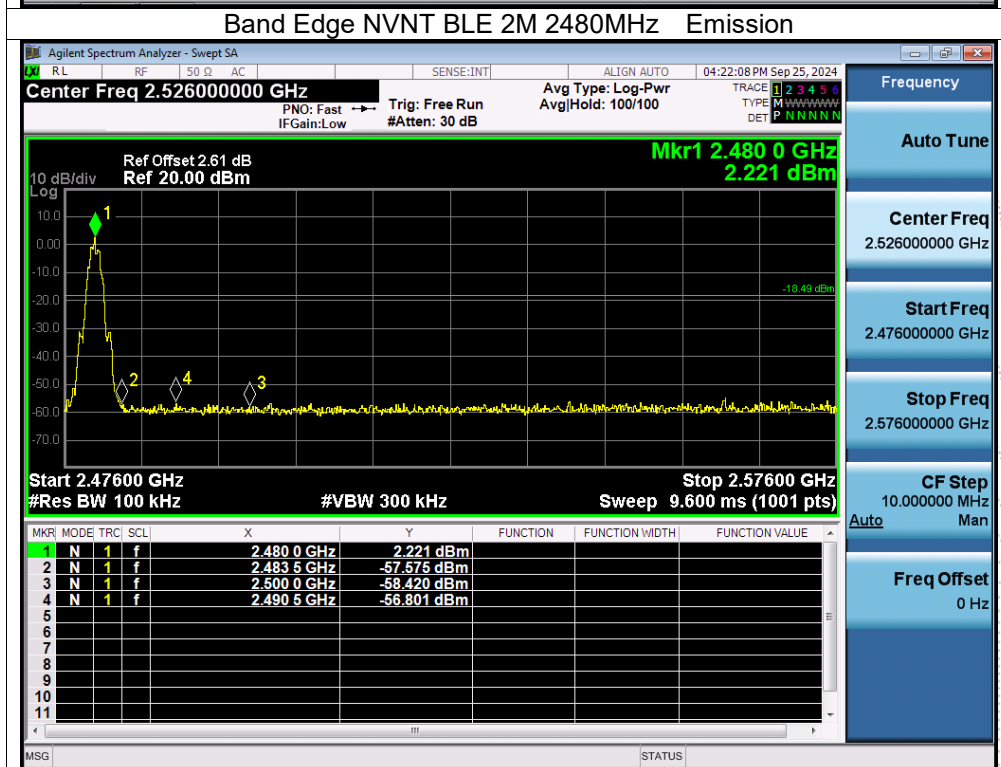 Band Edge NVNT BLE 2M 2480MHz Emission
Agilent Spectrum Analyzer - Swept SA
LXI RL RF 50 Ω AC SENSE:INT ALIGN AUTO 04:22:08 PM Sep 25, 2024
Center Freq 2.526000000 GHz
PNO: Fast
IFGain:Low
Trig: Free Run
#Atten: 30 dB
Avg Type: Log-Pwr
Avg|Hold: 100/100
TRACE 1 2 3 4 5 6
TYPE M WWWWW
DET P N N N N N
Mkr1 2.480 0 GHz
2.221 dBm
Ref Offset 2.61 dB
10 dB/div Ref 20.00 dBm
Log
10.0
0.00
-10.0
-20.0
-30.0
-40.0
-50.0
-60.0
-70.0
1
2
4
3
-18.49 dBm
Start 2.47600 GHz Stop 2.57600 GHz
#Res BW 100 kHz #VBW 300 kHz Sweep 9.600 ms (1001 pts)
MKR MODE TRC SCL X Y FUNCTION FUNCTION WIDTH FUNCTION VALUE
1 N 1 f 2.480 0 GHz 2.221 dBm
2 N 1 f 2.483 5 GHz -57.575 dBm
3 N 1 f 2.500 0 GHz -58.420 dBm
4 N 1 f 2.490 5 GHz -56.801 dBm
5
6
7
8
9
10
11
MSG STATUS
Frequency
Auto Tune
Center Freq
2.526000000 GHz
Start Freq
2.476000000 GHz
Stop Freq
2.576000000 GHz
CF Step
10.000000 MHz
Auto Man
Freq Offset
0 Hz